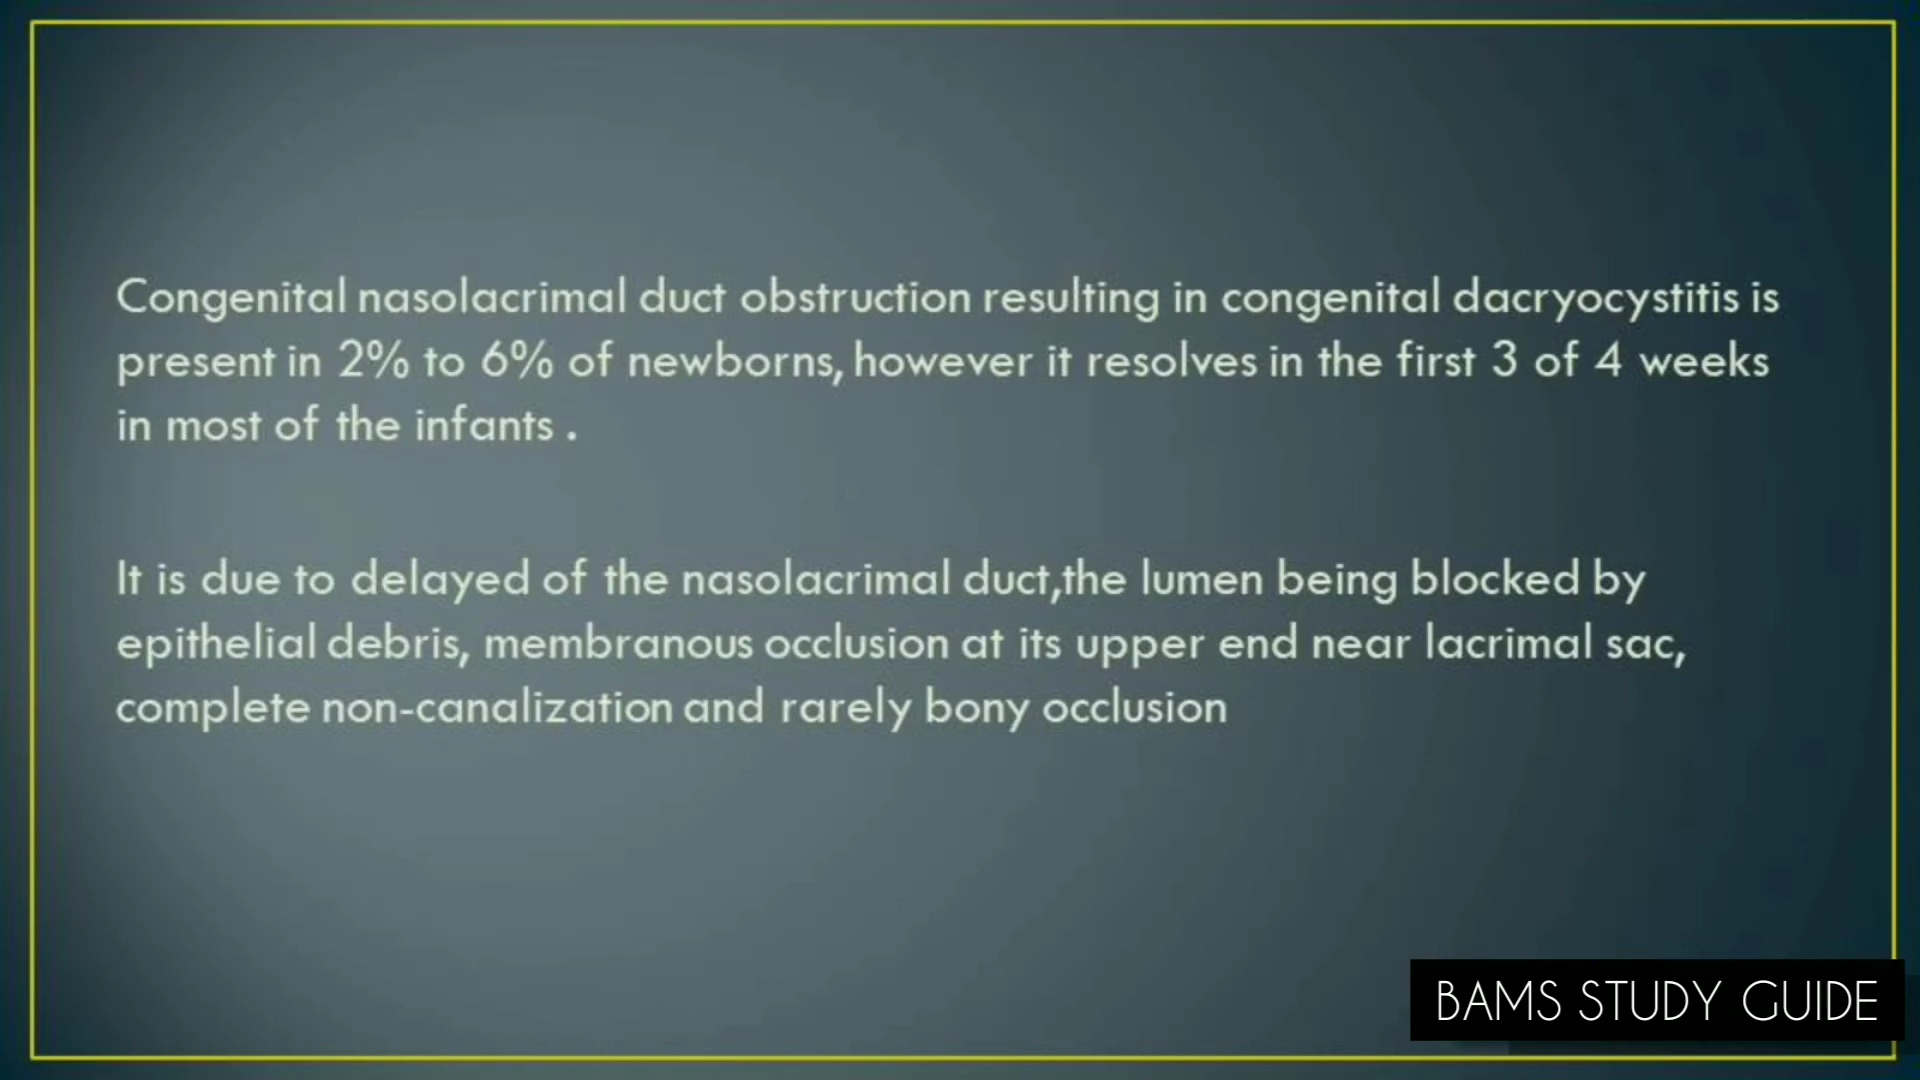 Congenital nasolacrimal duct obstruction resulting in congenital dacryocystitis is
present in 2% to 6% of newborns, however it resolves in the first 3 of 4 weeks
in most of the infants .
It is due to delayed of the nasolacrimal duct,the lumen being blocked by
epithelial debris, membranous occlusion at its upper end near lacrimal sac,
complete non-canalization and rarely bony occlusion
BAMS STUDY GUIDE